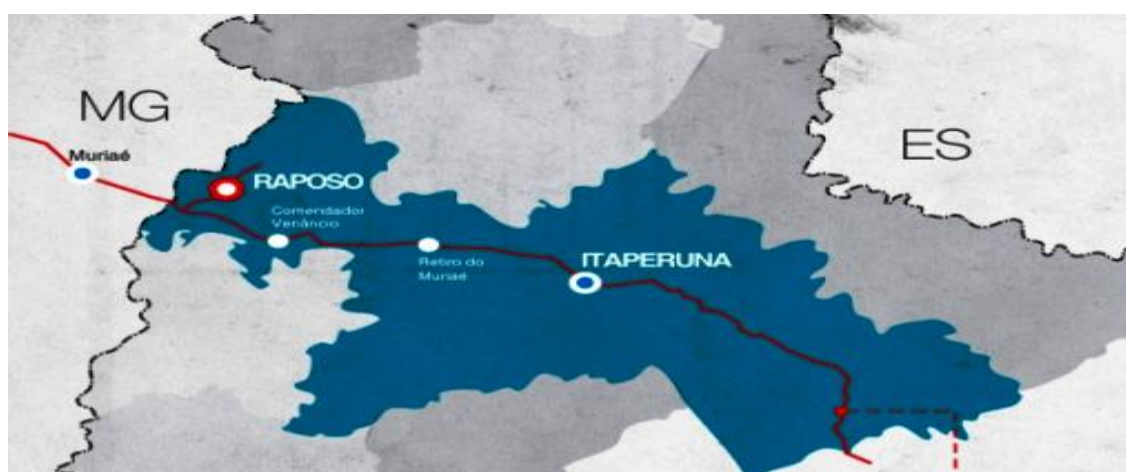 MG
ES
Muriaé
RAPOSO
Comendador
Venâncio
ITAPERUNA
Retiro do
Muriaé